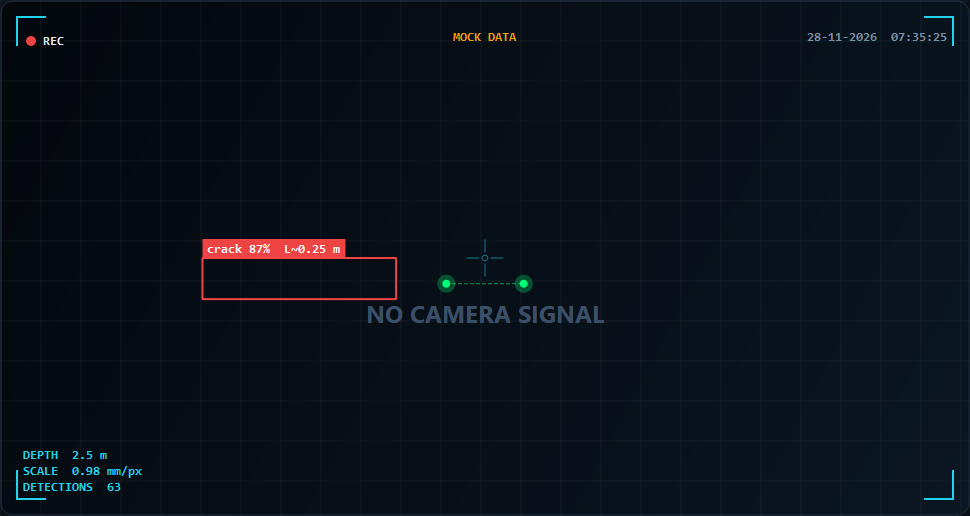 REC
MOCK DATA
28-11-2026 07:35:25
crack 87% L~0.25 m
NO CAMERA SIGNAL
DEPTH 2.5 m
SCALE 0.98 mm/px
DETECTIONS 63